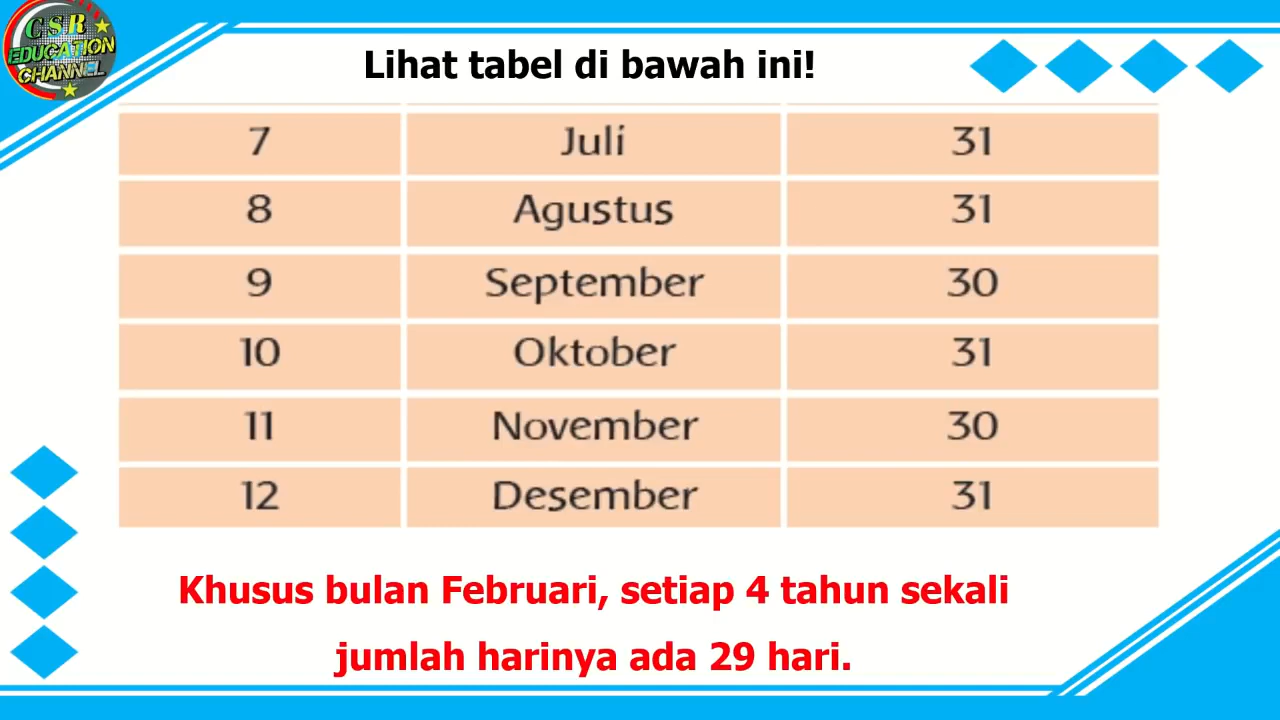 CSR
EDUCATION
CHANNEL
Lihat tabel di bawah ini!
7 Juli 31
8 Agustus 31
9 September 30
10 Oktober 31
11 November 30
12 Desember 31
Khusus bulan Februari, setiap 4 tahun sekali
jumlah harinya ada 29 hari.